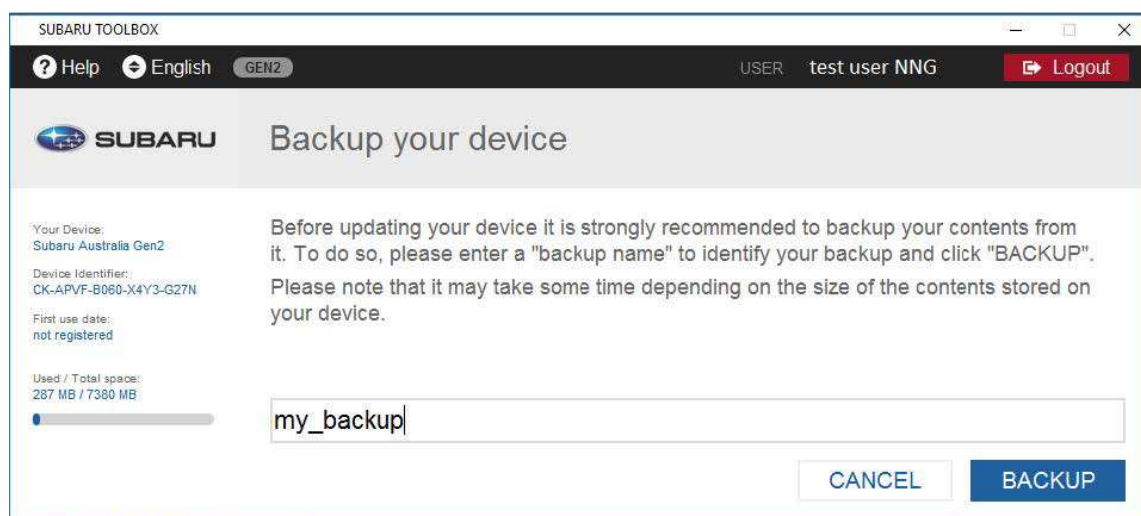 SUBARU TOOLBOX
Help English GEN2 USER test user NNG Logout
SUBARU
Backup your device
Your Device:
Subaru Australia Gen2
Device Identifier:
CK-APVF-B060-X4Y3-G27N
First use date:
not registered
Used / Total space:
287 MB / 7380 MB
Before updating your device it is strongly recommended to backup your contents from
it. To do so, please enter a "backup name" to identify your backup and click "BACKUP".
Please note that it may take some time depending on the size of the contents stored on
your device.
my_backup
CANCEL BACKUP